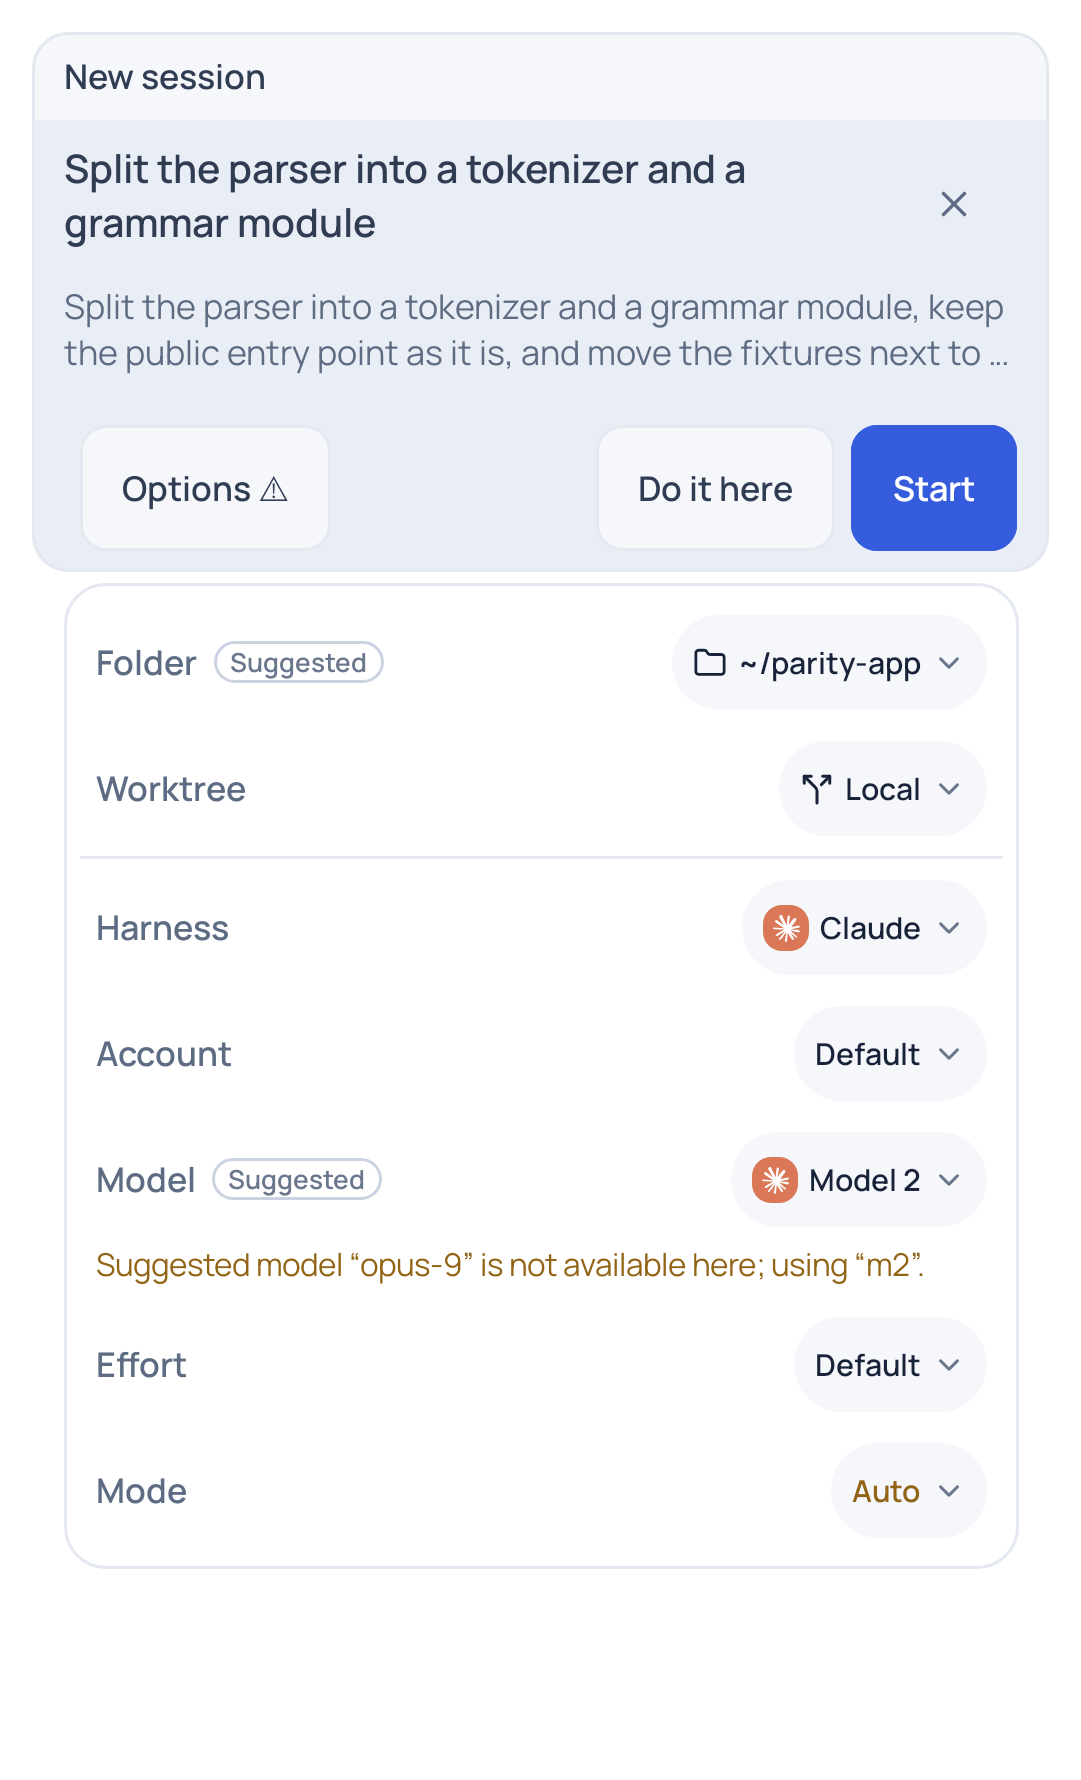 New session
Split the parser into a tokenizer and a
grammar module
Split the parser into a tokenizer and a grammar module, keep
the public entry point as it is, and move the fixtures next to ...
Options ⚠
Do it here
Start
Folder Suggested ~/parity-app
Worktree Local
Harness Claude
Account Default
Model Suggested Model 2
Suggested model “opus-9” is not available here; using “m2”.
Effort Default
Mode Auto